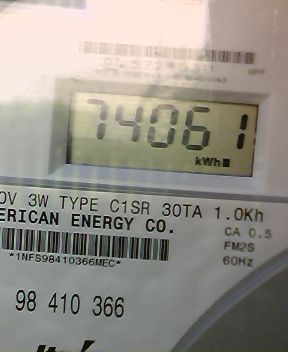 74061
kWh
0V 3W TYPE C1SR 30TA 1.0Kh
ERICAN ENERGY CO.
CA 0.5
FM2S
*1NFS98410366MEC*
60Hz
98 410 366